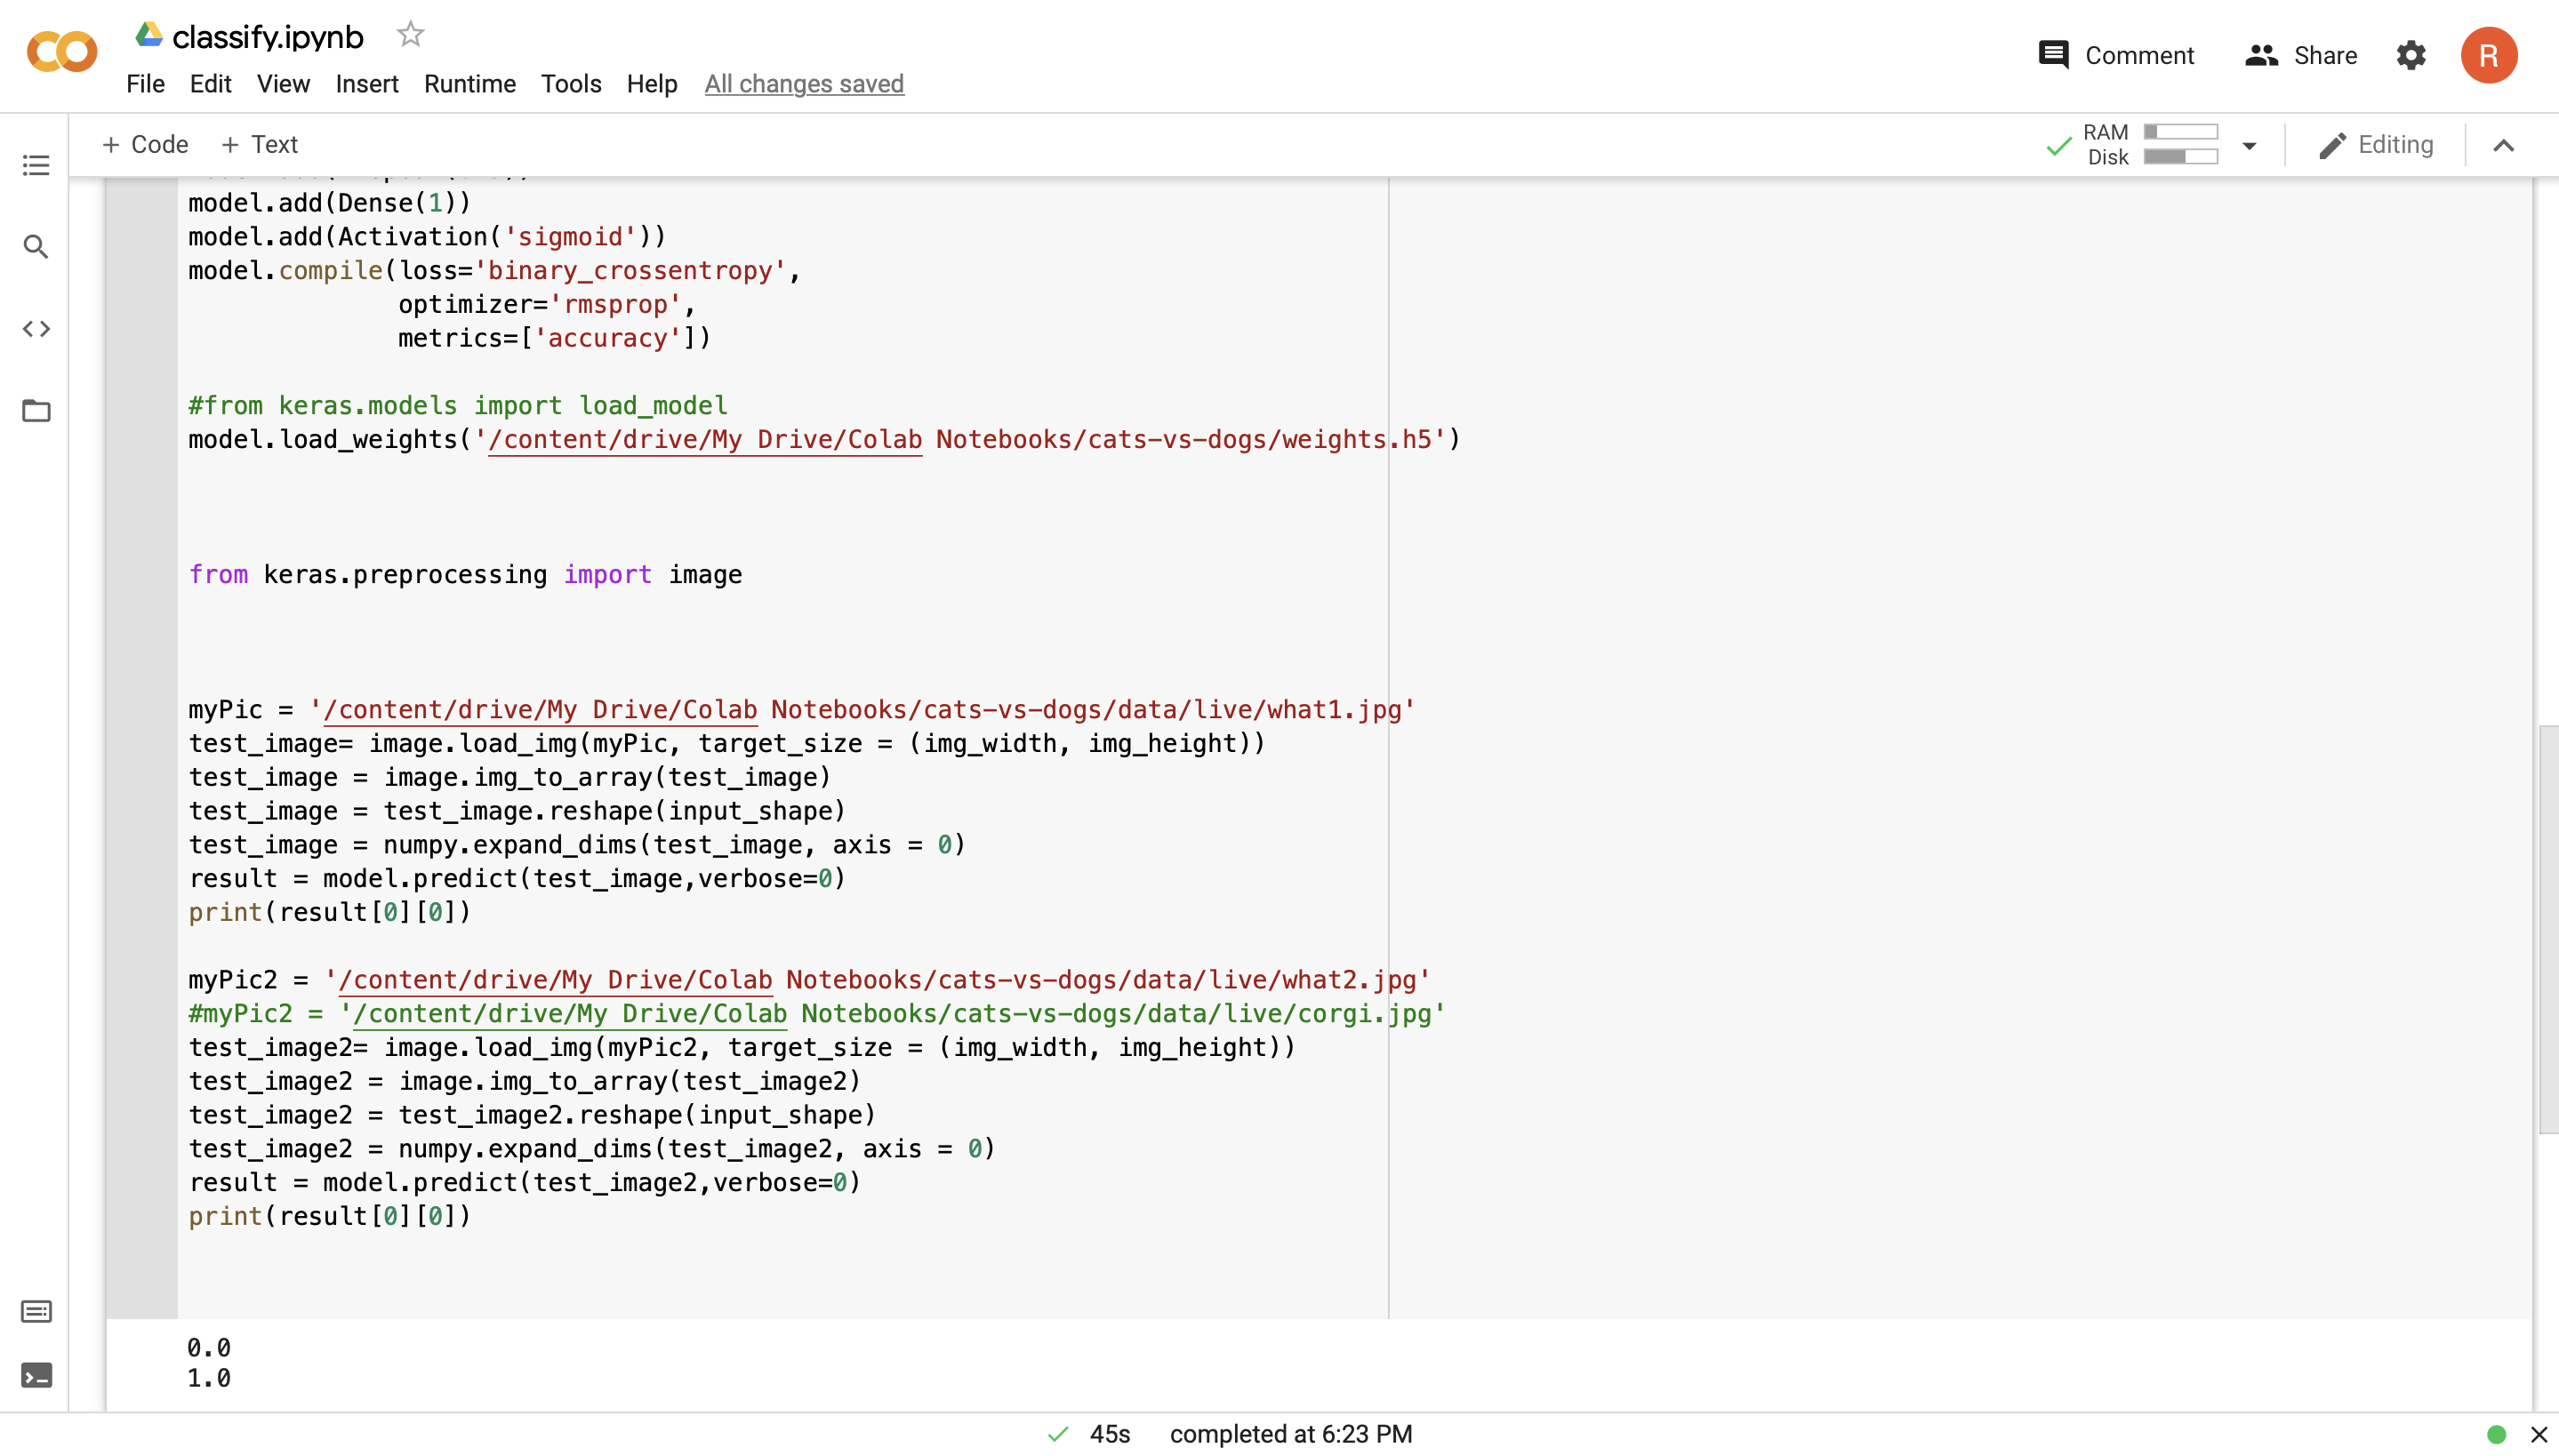 classify.ipynb
File Edit View Insert Runtime Tools Help All changes saved
Comment Share R
+ Code + Text
RAM
Disk
Editing
model.add(Dense(1))
model.add(Activation('sigmoid'))
model.compile(loss='binary_crossentropy',
optimizer='rmsprop',
metrics=['accuracy'])
#from keras.models import load_model
model.load_weights('/content/drive/My Drive/Colab Notebooks/cats-vs-dogs/weights.h5')
from keras.preprocessing import image
myPic = '/content/drive/My Drive/Colab Notebooks/cats-vs-dogs/data/live/what1.jpg'
test_image= image.load_img(myPic, target_size = (img_width, img_height))
test_image = image.img_to_array(test_image)
test_image = test_image.reshape(input_shape)
test_image = numpy.expand_dims(test_image, axis = 0)
result = model.predict(test_image,verbose=0)
print(result[0][0])
myPic2 = '/content/drive/My Drive/Colab Notebooks/cats-vs-dogs/data/live/what2.jpg'
#myPic2 = '/content/drive/My Drive/Colab Notebooks/cats-vs-dogs/data/live/corgi.jpg'
test_image2= image.load_img(myPic2, target_size = (img_width, img_height))
test_image2 = image.img_to_array(test_image2)
test_image2 = test_image2.reshape(input_shape)
test_image2 = numpy.expand_dims(test_image2, axis = 0)
result = model.predict(test_image2,verbose=0)
print(result[0][0])
0.0
1.0
45s completed at 6:23 PM